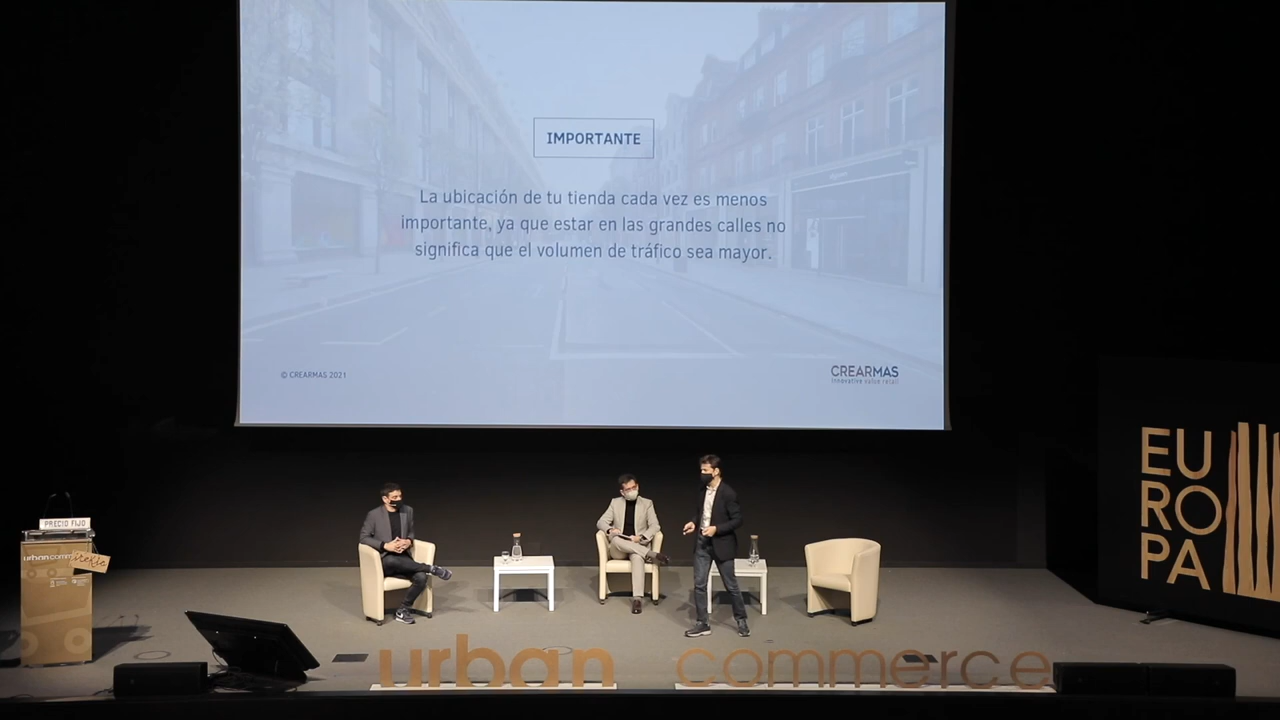 IMPORTANTE
La ubicación de tu tienda cada vez es menos
importante, ya que estar en las grandes calles no
significa que el volumen de tráfico sea mayor.
© CREARMAS 2021
CREARMAS
innovative value retail
EU
RO
PA
PRECIO FIJO
urban comm
urban commerce